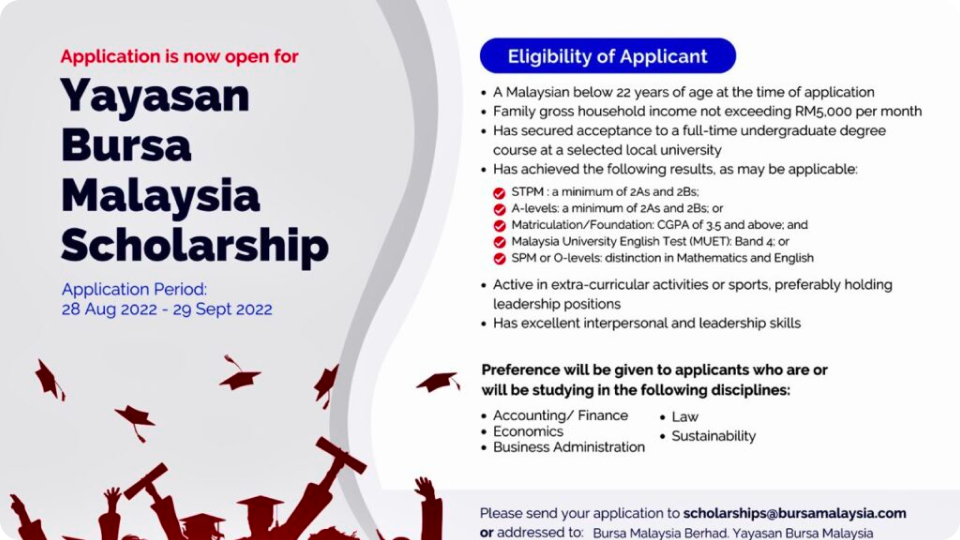 Application is now open for
Yayasan
Bursa
Malaysia
Scholarship
Application Period:
28 Aug 2022 - 29 Sept 2022
Eligibility of Applicant
• A Malaysian below 22 years of age at the time of application
• Family gross household income not exceeding RM5,000 per month
• Has secured acceptance to a full-time undergraduate degree
course at a selected local university
• Has achieved the following results, as may be applicable:
STPM : a minimum of 2As and 2Bs;
A-levels: a minimum of 2As and 2Bs; or
Matriculation/Foundation: CGPA of 3.5 and above; and
Malaysia University English Test (MUET): Band 4; or
SPM or O-levels: distinction in Mathematics and English
• Active in extra-curricular activities or sports, preferably holding
leadership positions
• Has excellent interpersonal and leadership skills
Preference will be given to applicants who are or
will be studying in the following disciplines:
• Accounting/ Finance
• Economics
• Business Administration
• Law
• Sustainability
Please send your application to scholarships@bursamalaysia.com
or addressed to: Bursa Malaysia Berhad, Yayasan Bursa Malaysia